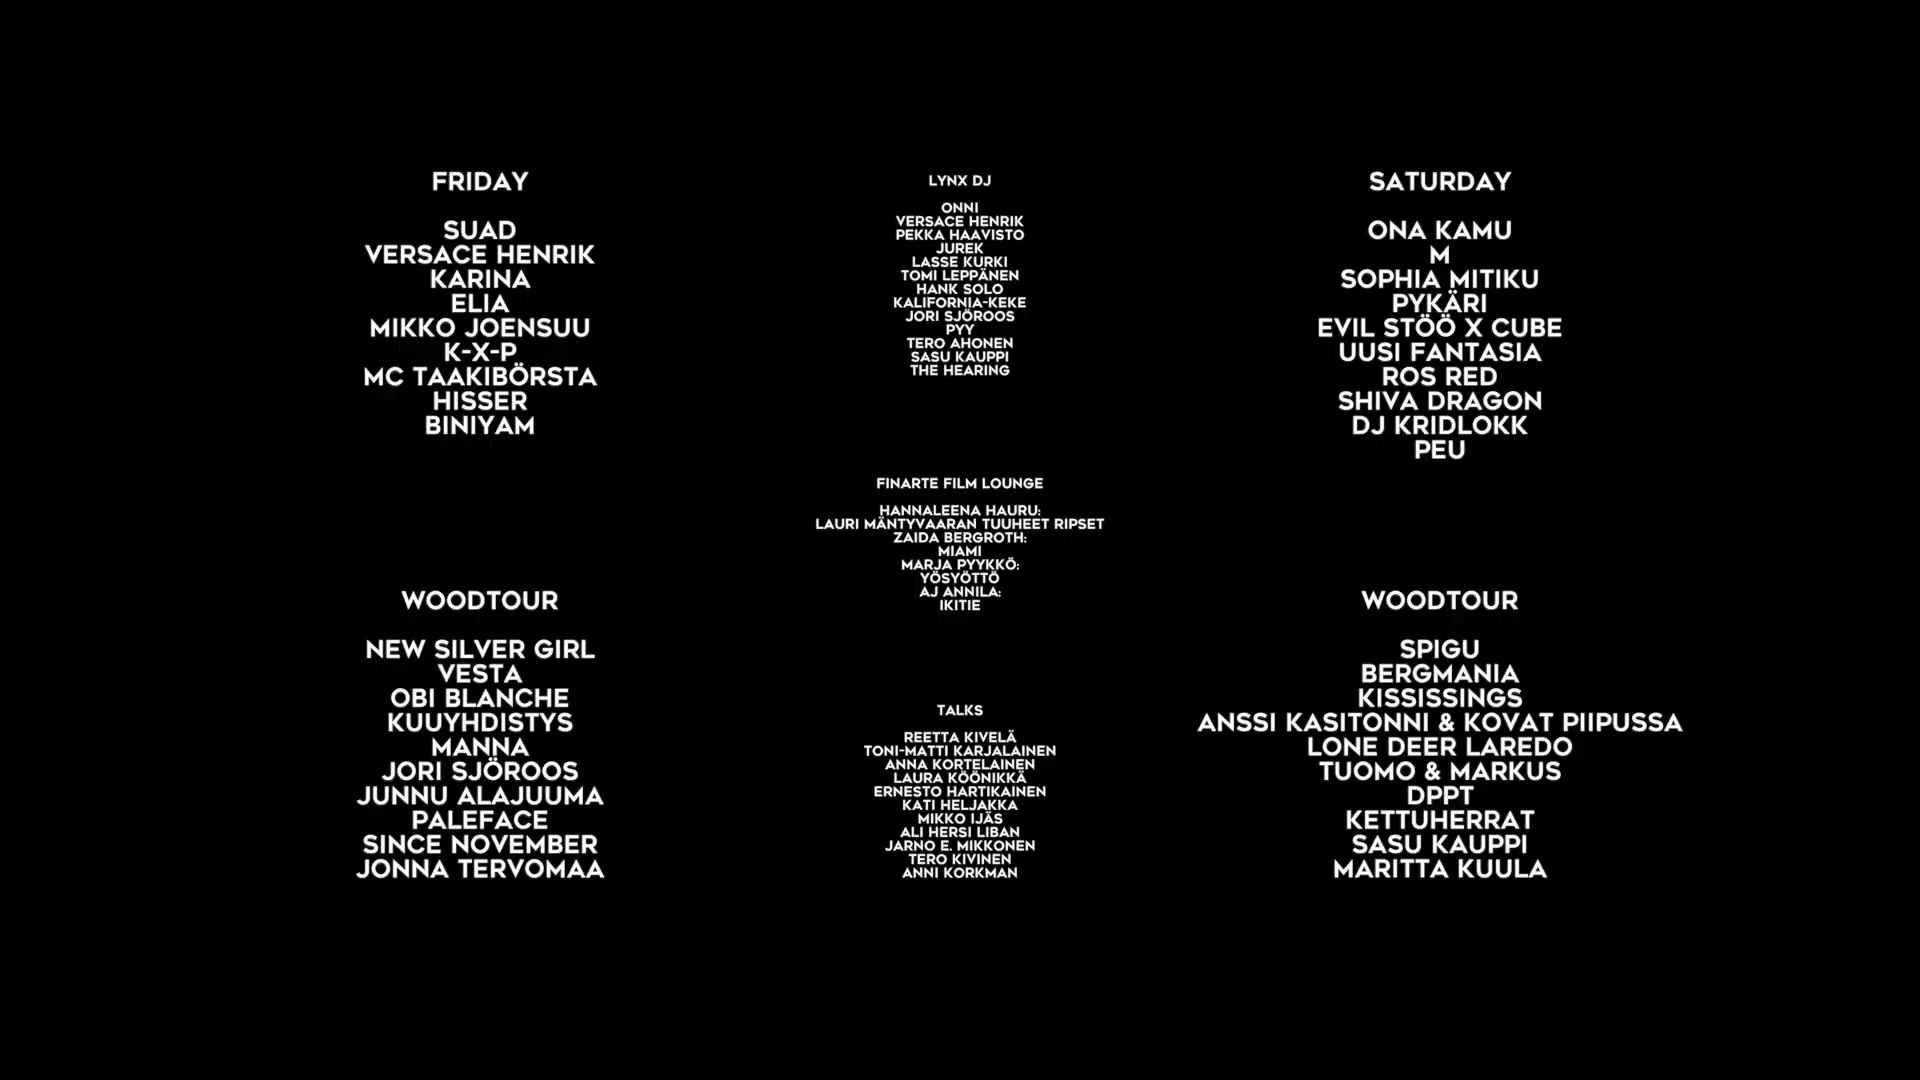 FRIDAY
SUAD
VERSACE HENRIK
KARINA
ELIA
MIKKO JOENSUU
K-X-P
MC TAAKIBÖRSTA
HISSER
BINIYAM
WOODTOUR
NEW SILVER GIRL
VESTA
OBI BLANCHE
KUUYHDISTYS
MANNA
JORI SJÖROOS
JUNNU ALAJUUMA
PALEFACE
SINCE NOVEMBER
JONNA TERVOMAA
LYNX DJ
ONNI
VERSACE HENRIK
PEKKA HAAVISTO
JUREK
LASSE KURKI
TOMI LEPPÄNEN
HANK SOLO
KALIFORNIA-KEKE
JORI SJÖROOS
PYY
TERO AHONEN
SASU KAUPPI
THE HEARING
FINARTE FILM LOUNGE
HANNALEENA HAURU:
LAURI MÄNTYVAARAN TUUHEET RIPSET
ZAIDA BERGROTH:
MIAMI
MARJA PYYKKÖ:
YÖSYÖTTÖ
AJ ANNILA:
IKITIE
TALKS
REETTA KIVELÄ
TONI-MATTI KARJALAINEN
ANNA KORTELAINEN
LAURA KÖÖNIKKÄ
ERNESTO HARTIKAINEN
KATI HELJAKKA
MIKKO IJÄS
ALI HERSI LIBAN
JARNO E. MIKKONEN
TERO KIVINEN
ANNI KORKMAN
SATURDAY
ONA KAMU
M
SOPHIA MITIKU
PYKÄRI
EVIL STÖÖ X CUBE
UUSI FANTASIA
ROS RED
SHIVA DRAGON
DJ KRIDLOKK
PEU
WOODTOUR
SPIGU
BERGMANIA
KISSISSINGS
ANSSI KASITONNI & KOVAT PIIPUSSA
LONE DEER LAREDO
TUOMO & MARKUS
DPPT
KETTUHERRAT
SASU KAUPPI
MARITTA KUULA